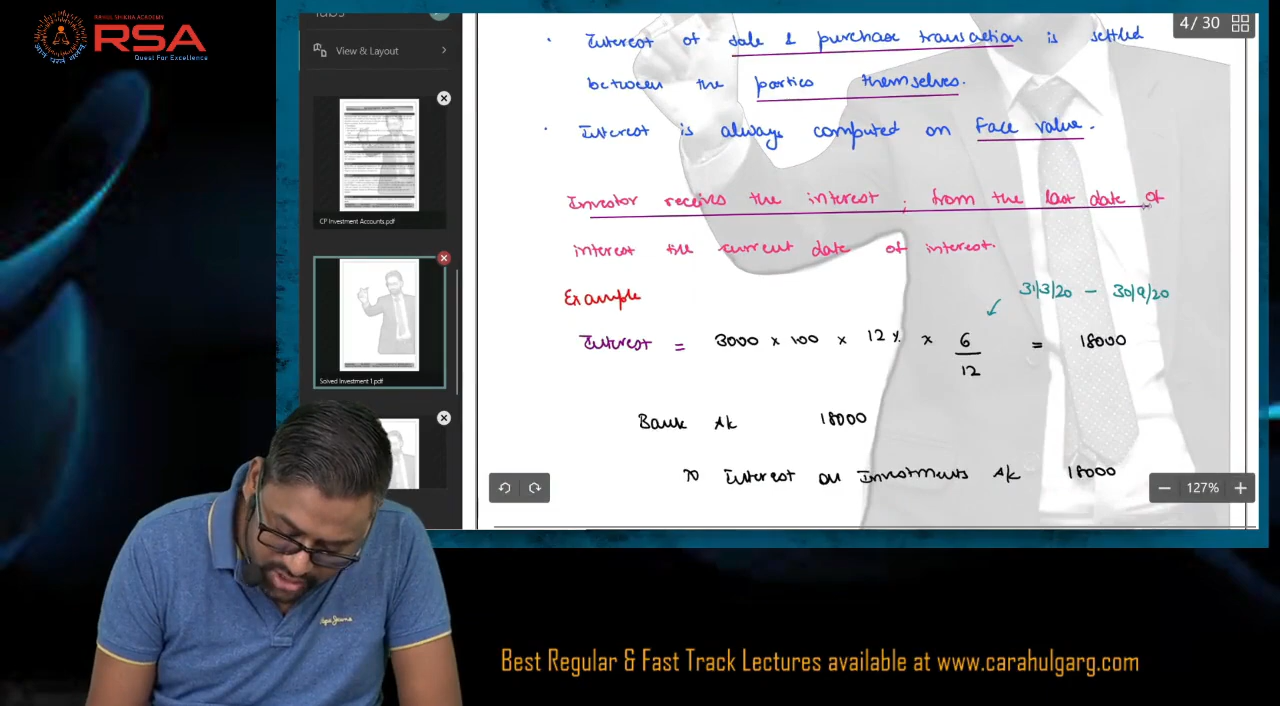 RAHUL SHIKHA ACADEMY
RSA
Quest For Excellence
View & Layout
CP Investment Accounts.pdf
Solved Investment 1.pdf
4 / 30
• Interest of sale & purchase transaction is settled
between the parties themselves.
• Interest is always computed on Face value.
Investor receives the interest ; from the last date of
interest till current date of interest.
Example
31/3/20 - 30/9/20
Interest = 3000 x 100 x 12% x 6/12 = 18000
Bank A/c 18000
To Interest on Investments A/c 18000
127%
Best Regular & Fast Track Lectures available at www.carahulgarg.com